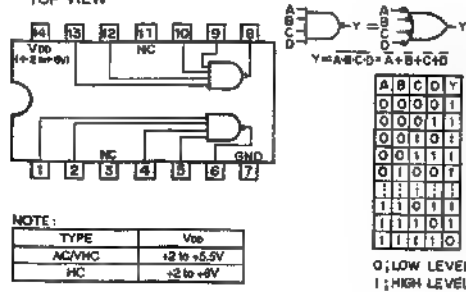 TOP VIEW
14 13 12 11 10 9 8
VDD NC
(+2 to +6V)
NC GND
1 2 3 4 5 6 7
A
B
C
D
Y
=
A
B
C
D
Y
Y=A·B·C·D=A+B+C+D
A B C D Y
0 0 0 0 1
0 0 0 1 1
0 0 1 0 1
0 0 1 1 1
0 1 0 0 1
1 1 0 1 1
1 1 1 0 1
1 1 1 1 0
0;LOW LEVEL
1;HIGH LEVEL
NOTE:
TYPE VDD
AC/VHC +2 to +5.5V
HC +2 to +6V